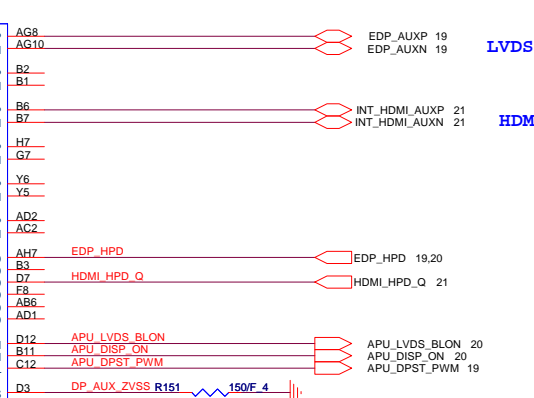 AG8 EDP_AUXP 19
AG10 EDP_AUXN 19 LVDS
B2
B1
B6 INT_HDMI_AUXP 21
B7 INT_HDMI_AUXN 21 HDM
H7
G7
Y6
Y5
AD2
AC2
AH7 EDP_HPD EDP_HPD 19,20
B3
D7 HDMI_HPD_Q HDMI_HPD_Q 21
F8
AB6
AD1
D12 APU_LVDS_BLON APU_LVDS_BLON 20
B11 APU_DISP_ON APU_DISP_ON 20
C12 APU_DPST_PWM APU_DPST_PWM 19
D3 DP_AUX_ZVSS R151 150/F_4